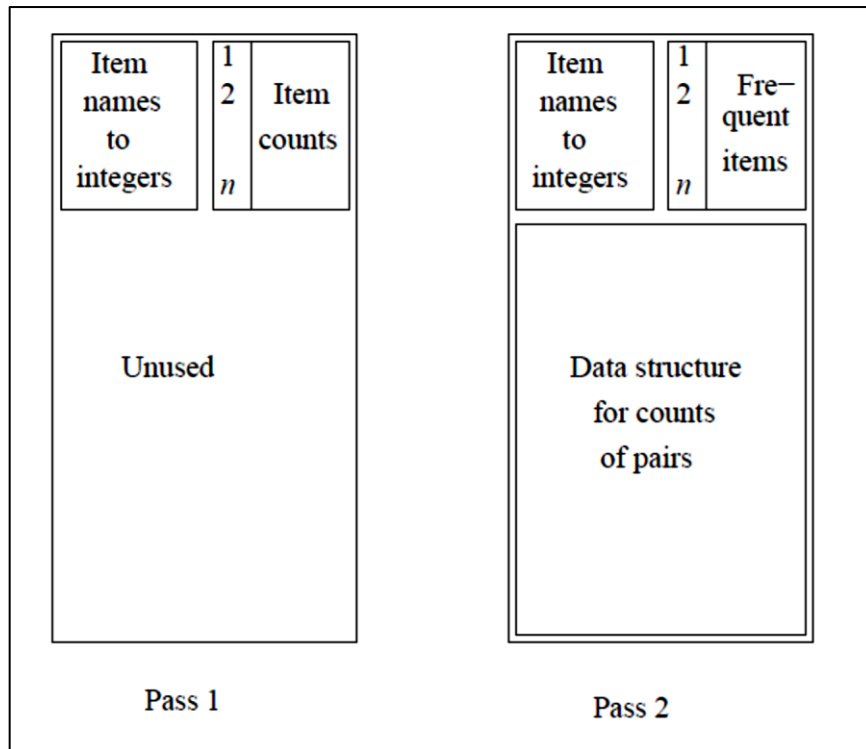 Item
names
to
integers
1
2
n
Item
counts
Unused
Pass 1
Item
names
to
integers
1
2
n
Fre−
quent
items
Data structure
for counts
of pairs
Pass 2